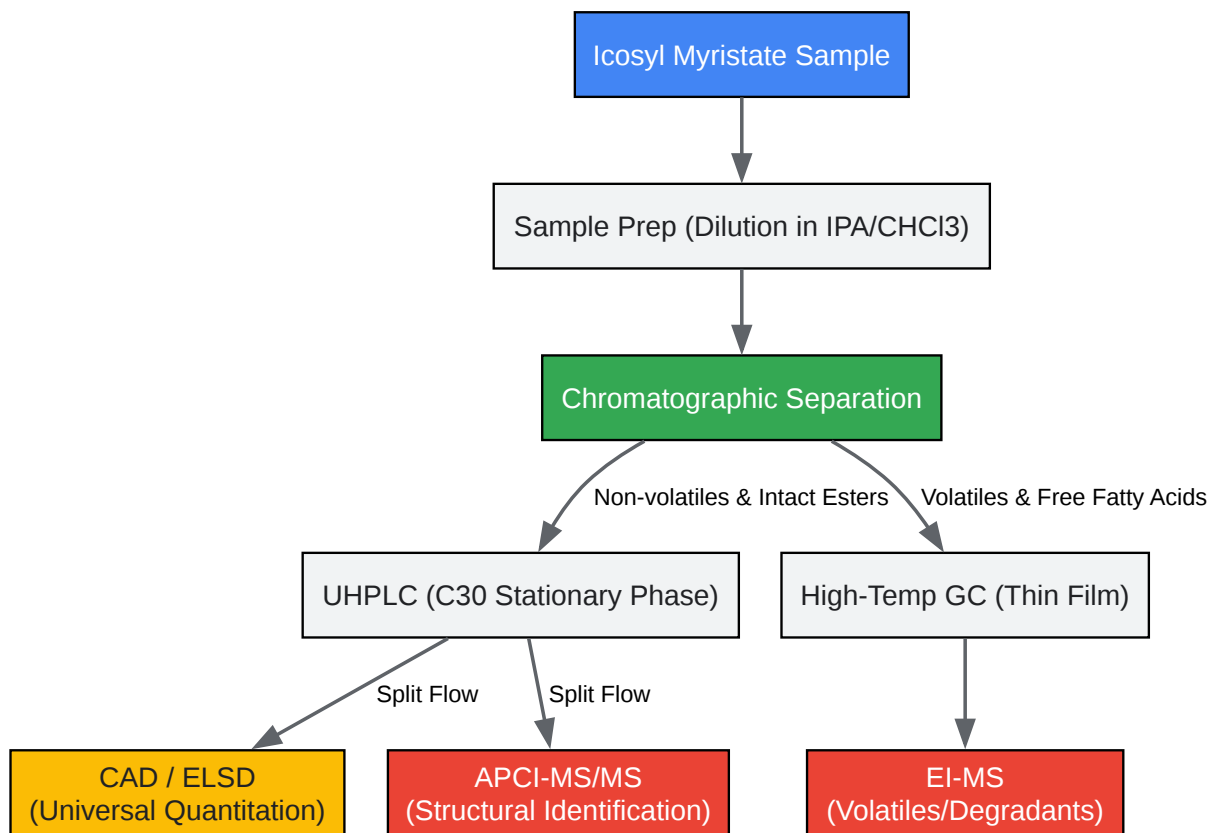 Icosyl Myristate Sample
Sample Prep (Dilution in IPA/CHCl3)
Chromatographic Separation
Non-volatiles & Intact Esters
Volatiles & Free Fatty Acids
UHPLC (C30 Stationary Phase)
High-Temp GC (Thin Film)
Split Flow
Split Flow
CAD / ELSD
(Universal Quantitation)
APCI-MS/MS
(Structural Identification)
EI-MS
(Volatiles/Degradants)